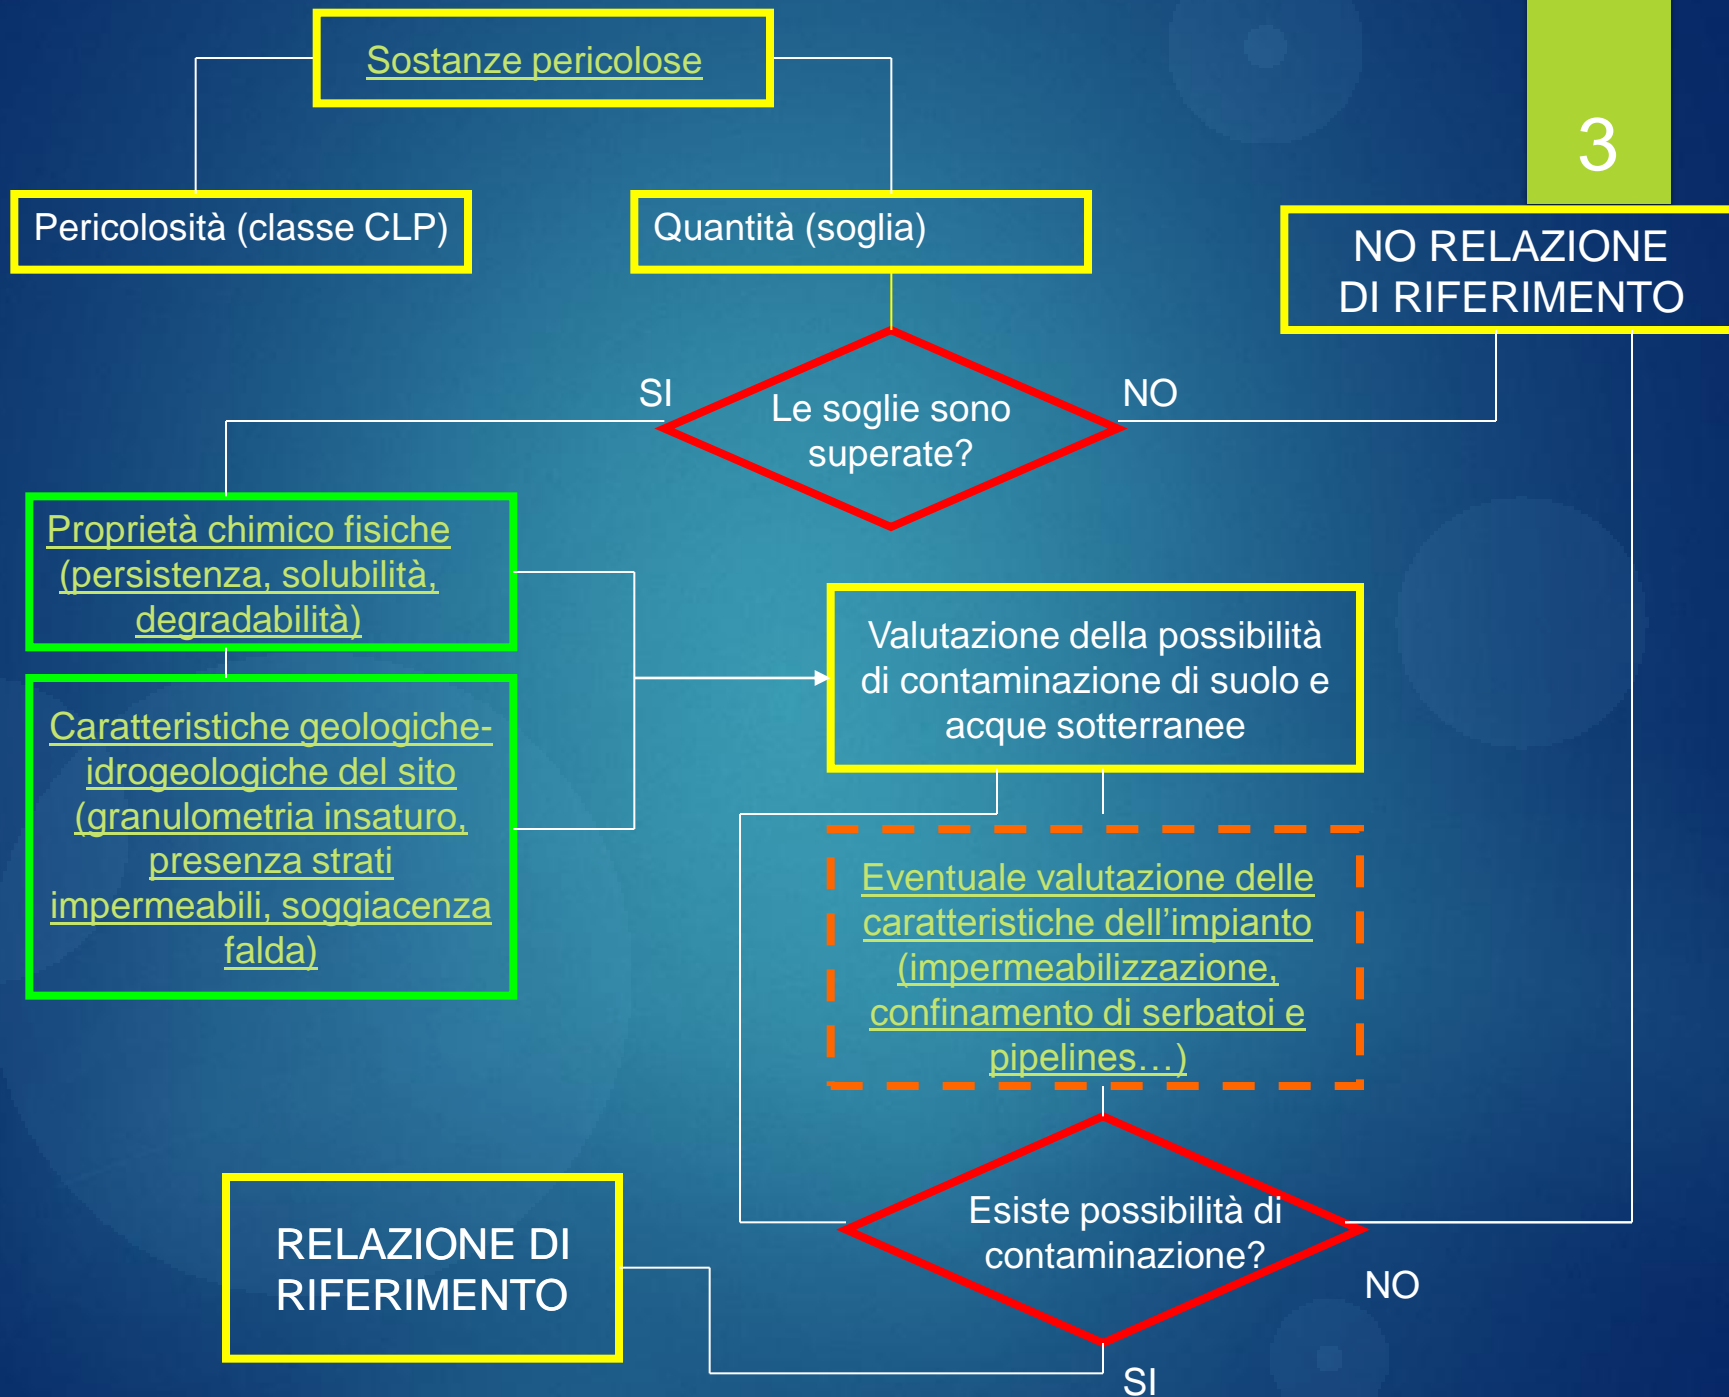 Sostanze pericolose
3
Pericolosità (classe CLP)
Quantità (soglia)
NO RELAZIONE
DI RIFERIMENTO
SI
Le soglie sono
superate?
NO
Proprietà chimico fisiche
(persistenza, solubilità,
degradabilità)
Valutazione della possibilità
di contaminazione di suolo e
acque sotterranee
Caratteristiche geologiche-
idrogeologiche del sito
(granulometria insaturo,
presenza strati
impermeabili, soggiacenza
falda)
Eventuale valutazione delle
caratteristiche dell’impianto
(impermeabilizzazione,
confinamento di serbatoi e
pipelines…)
Esiste possibilità di
contaminazione?
NO
RELAZIONE DI
RIFERIMENTO
SI